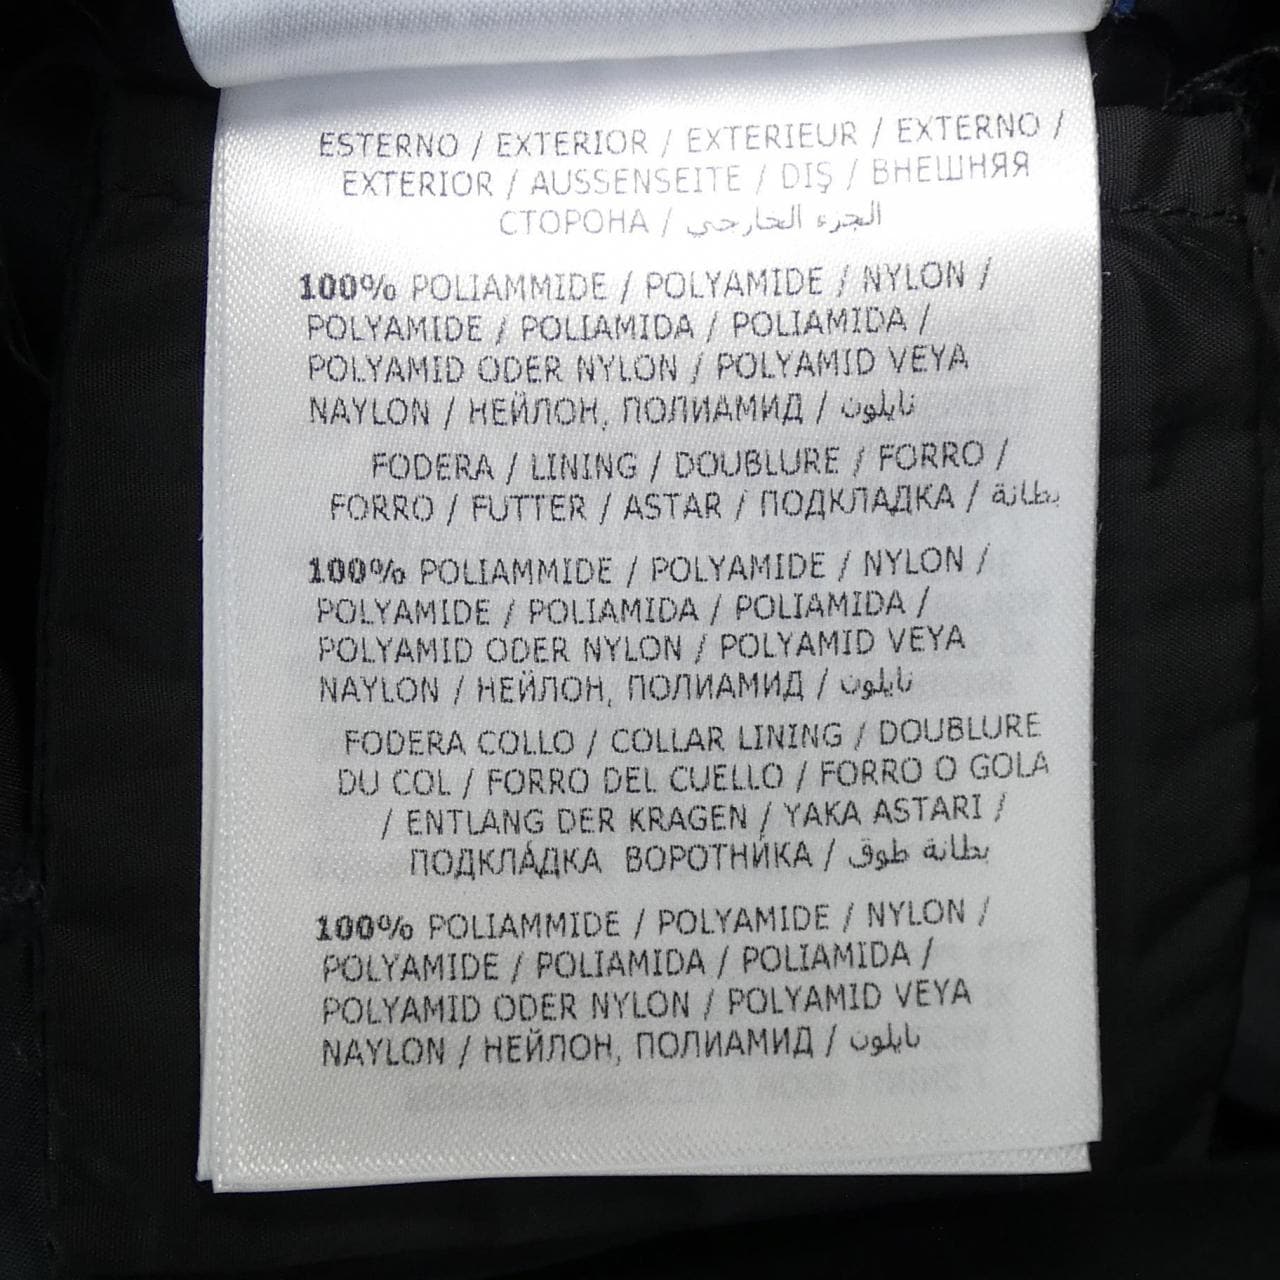 ESTERNO / EXTERIOR / EXTERIEUR / EXTERNO /
EXTERIOR / AUSSENSEITE / DIŞ / ВНЕШНЯЯ
СТОРОНА / الجزء الخارجي
100% POLIAMMIDE / POLYAMIDE / NYLON /
POLYAMIDE / POLIAMIDA / POLIAMIDA /
POLYAMID ODER NYLON / POLYAMID VEYA
NAYLON / НЕЙЛОН, ПОЛИАМИД / نايلون
FODERA / LINING / DOUBLURE / FORRO /
FORRO / FUTTER / ASTAR / ПОДКЛАДКА / بطانة
100% POLIAMMIDE / POLYAMIDE / NYLON /
POLYAMIDE / POLIAMIDA / POLIAMIDA /
POLYAMID ODER NYLON / POLYAMID VEYA
NAYLON / НЕЙЛОН, ПОЛИАМИД / نايلون
FODERA COLLO / COLLAR LINING / DOUBLURE
DU COL / FORRO DEL CUELLO / FORRO O GOLA
/ ENTLANG DER KRAGEN / YAKA ASTARI /
ПОДКЛА́ДКА ВОРОТНИ́КА / بطانة طوق
100% POLIAMMIDE / POLYAMIDE / NYLON /
POLYAMIDE / POLIAMIDA / POLIAMIDA /
POLYAMID ODER NYLON / POLYAMID VEYA
NAYLON / НЕЙЛОН, ПОЛИАМИД / نايلون